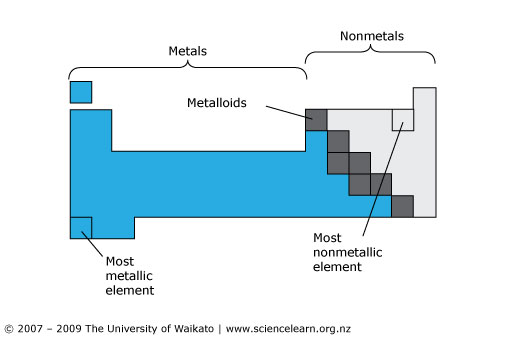 Nonmetals
Metals
Metalloids
Most
nonmetallic
element
Most
metallic
element
© 2007 – 2009 The University of Waikato | www.sciencelearn.org.nz